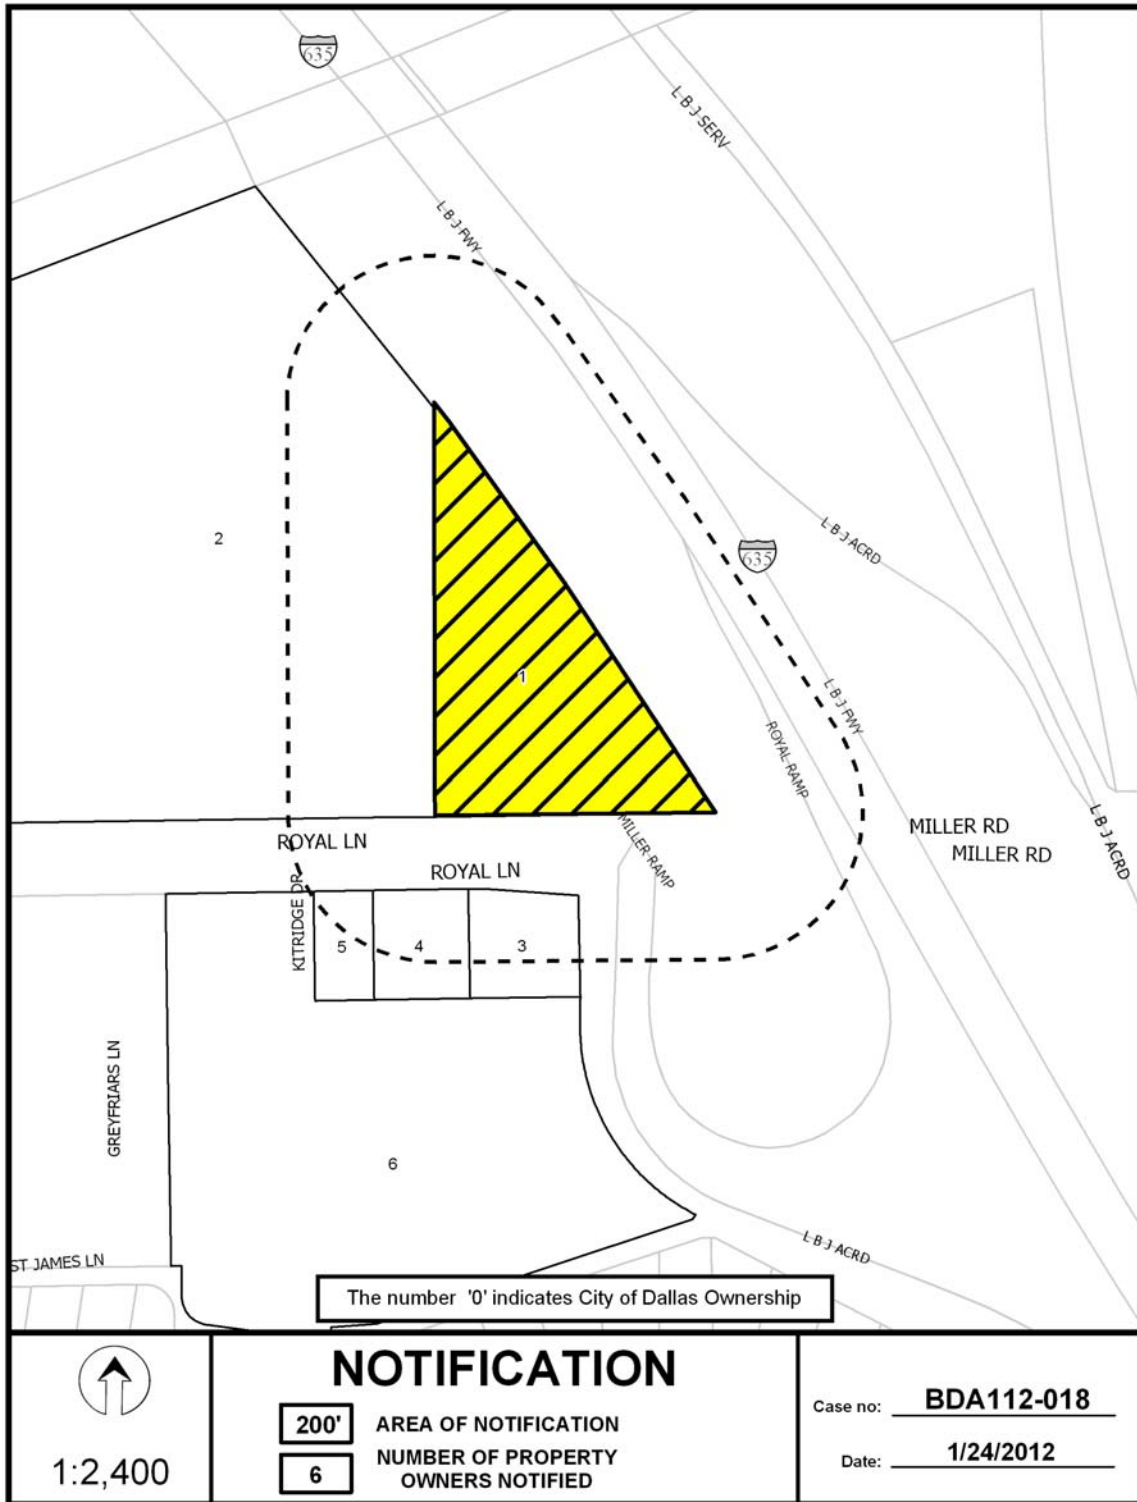 635
L B J SERV
L B J FWY
2
L B J ACRD
635
1
L B J FWY
ROYAL RAMP
MILLER RD
MILLER RD
L B J ACRD
ROYAL LN
MILLER RAMP
ROYAL LN
KITRIDGE DR
5
4
3
GREYFRIARS LN
6
ST JAMES LN
L B J ACRD
The number '0' indicates City of Dallas Ownership
1:2,400
NOTIFICATION
200' AREA OF NOTIFICATION
6 NUMBER OF PROPERTY
OWNERS NOTIFIED
Case no: BDA112-018
Date: 1/24/2012